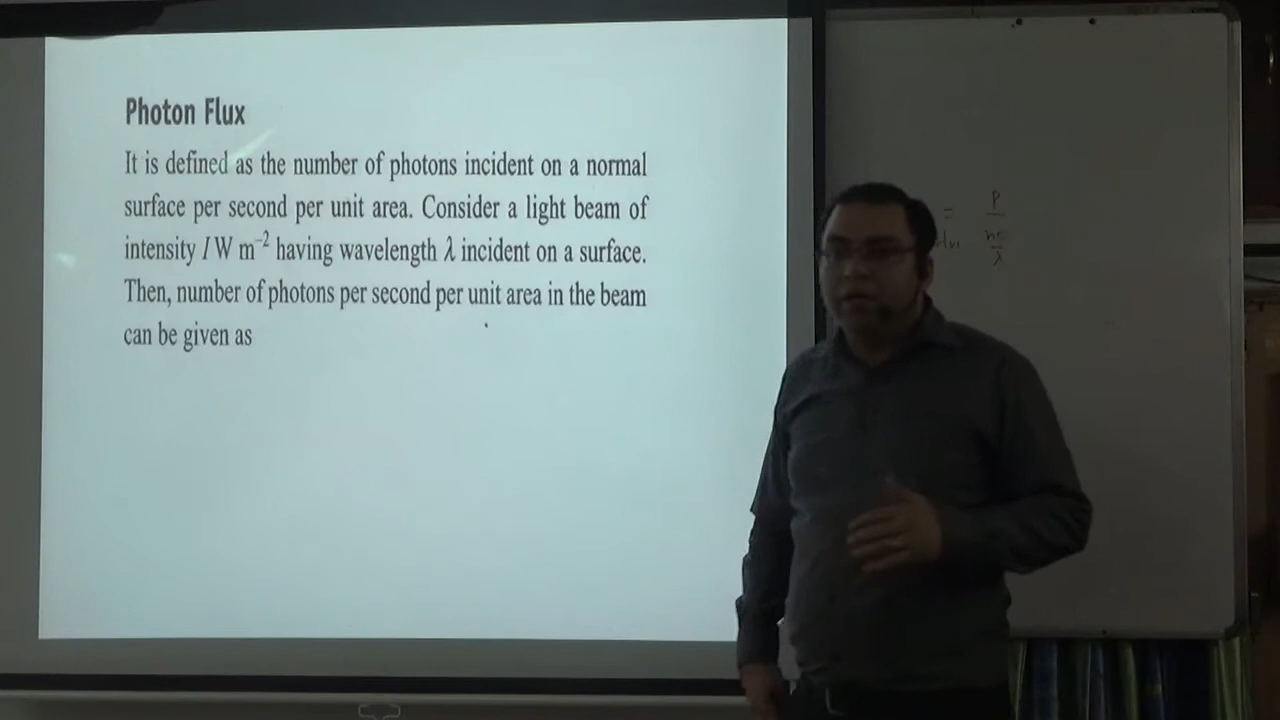 Photon Flux
It is defined as the number of photons incident on a normal
surface per second per unit area. Consider a light beam of
intensity I W m⁻² having wavelength λ incident on a surface.
Then, number of photons per second per unit area in the beam
can be given as
= P
hc
λ